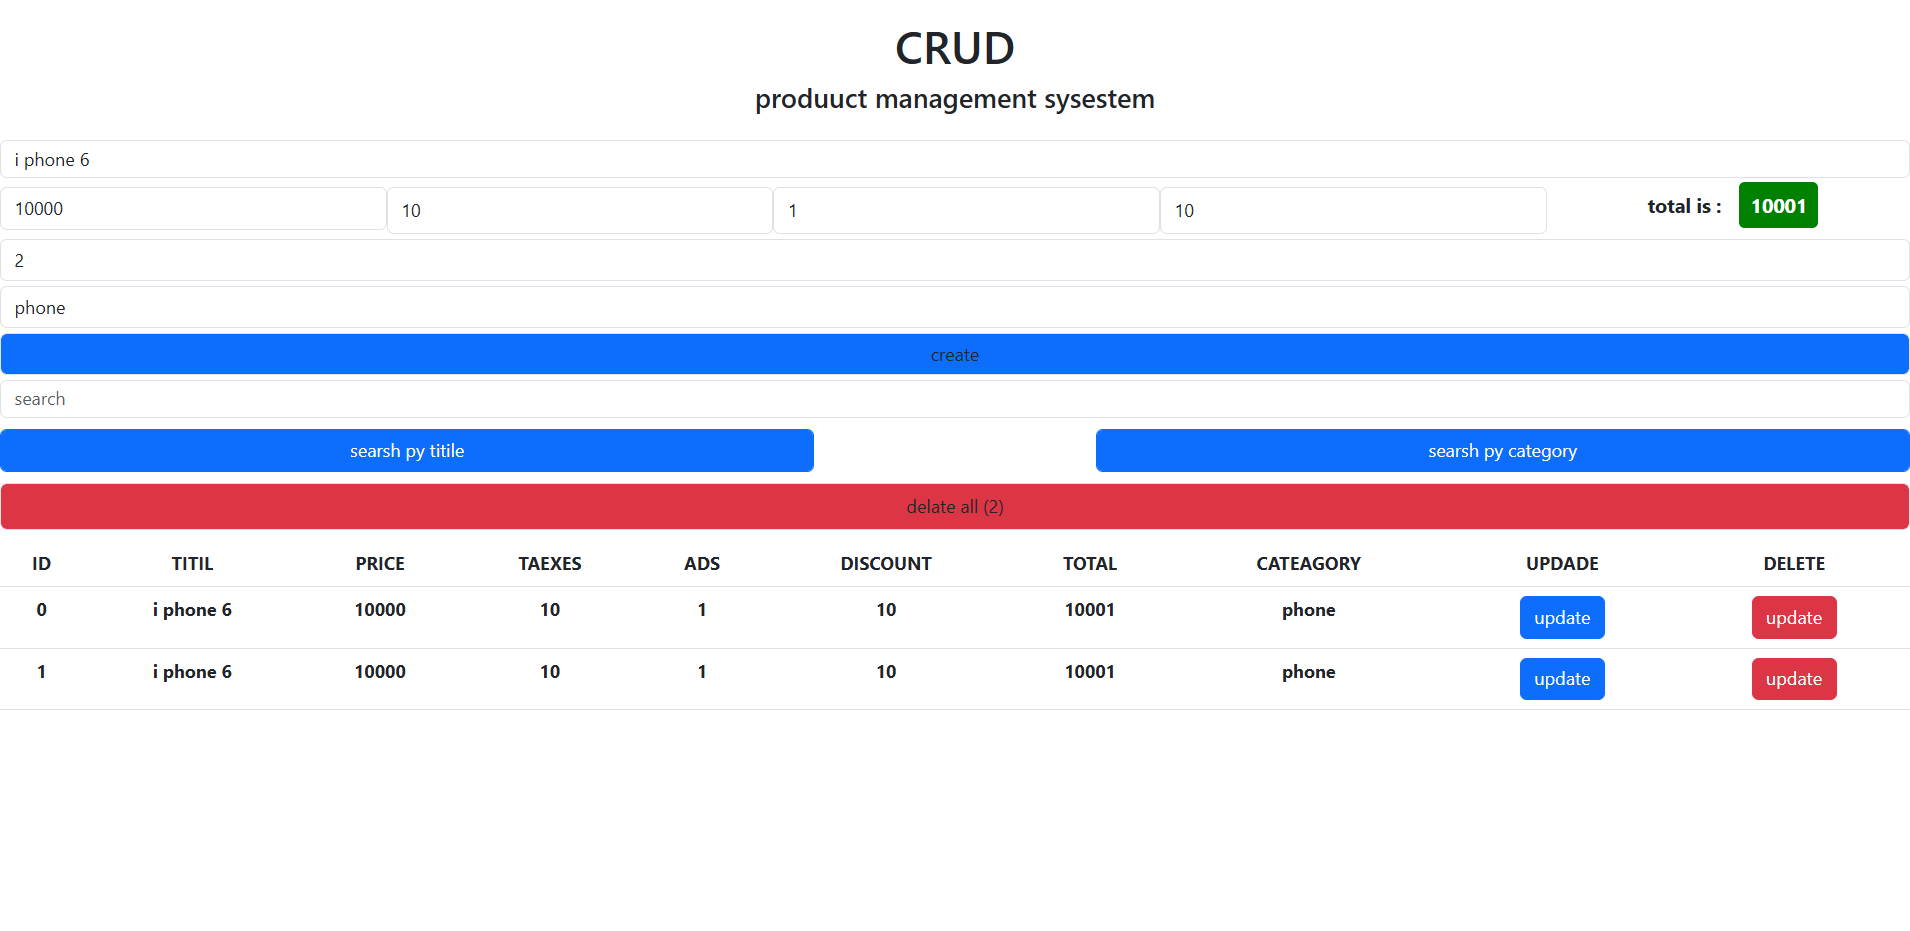 CRUD
produuct management sysestem
i phone 6
10000 10 1 10 total is : 10001
2
phone
create
search
searsh py titile searsh py category
delate all (2)
ID TITIL PRICE TAEXES ADS DISCOUNT TOTAL CATEAGORY UPDADE DELETE
0 i phone 6 10000 10 1 10 10001 phone update update
1 i phone 6 10000 10 1 10 10001 phone update update